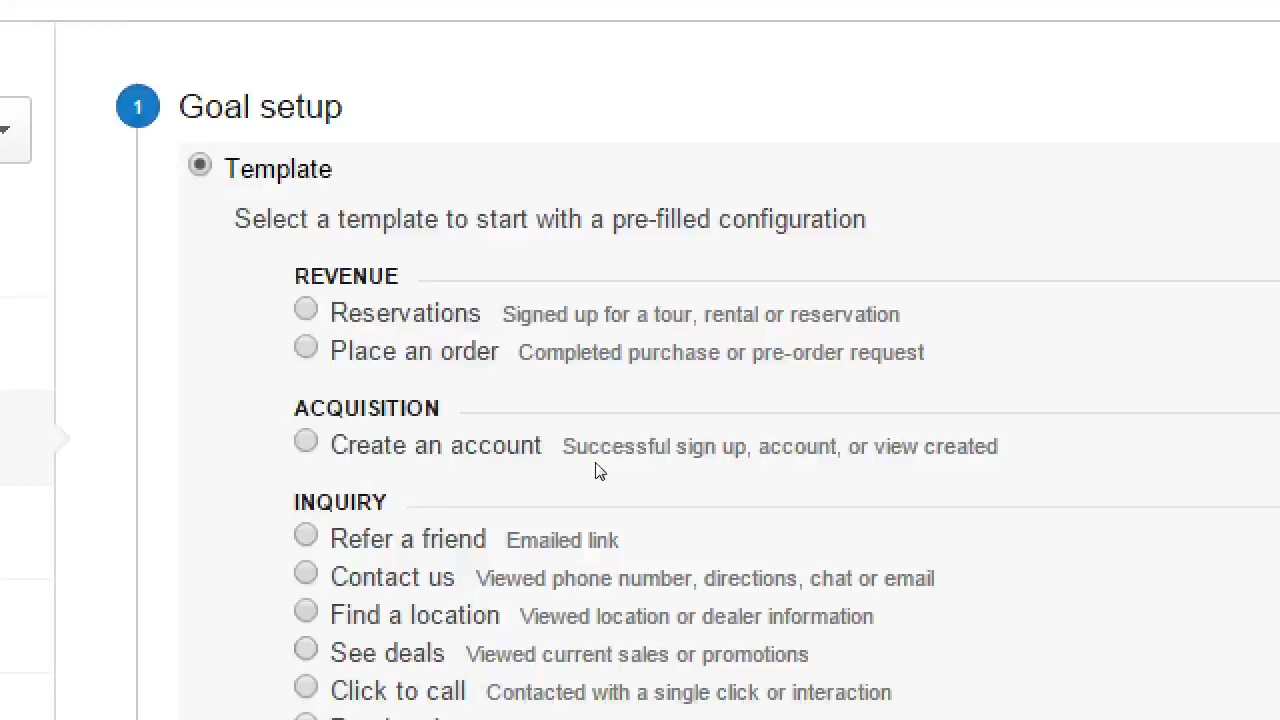 1 Goal setup
Template
Select a template to start with a pre-filled configuration
REVENUE
Reservations Signed up for a tour, rental or reservation
Place an order Completed purchase or pre-order request
ACQUISITION
Create an account Successful sign up, account, or view created
INQUIRY
Refer a friend Emailed link
Contact us Viewed phone number, directions, chat or email
Find a location Viewed location or dealer information
See deals Viewed current sales or promotions
Click to call Contacted with a single click or interaction